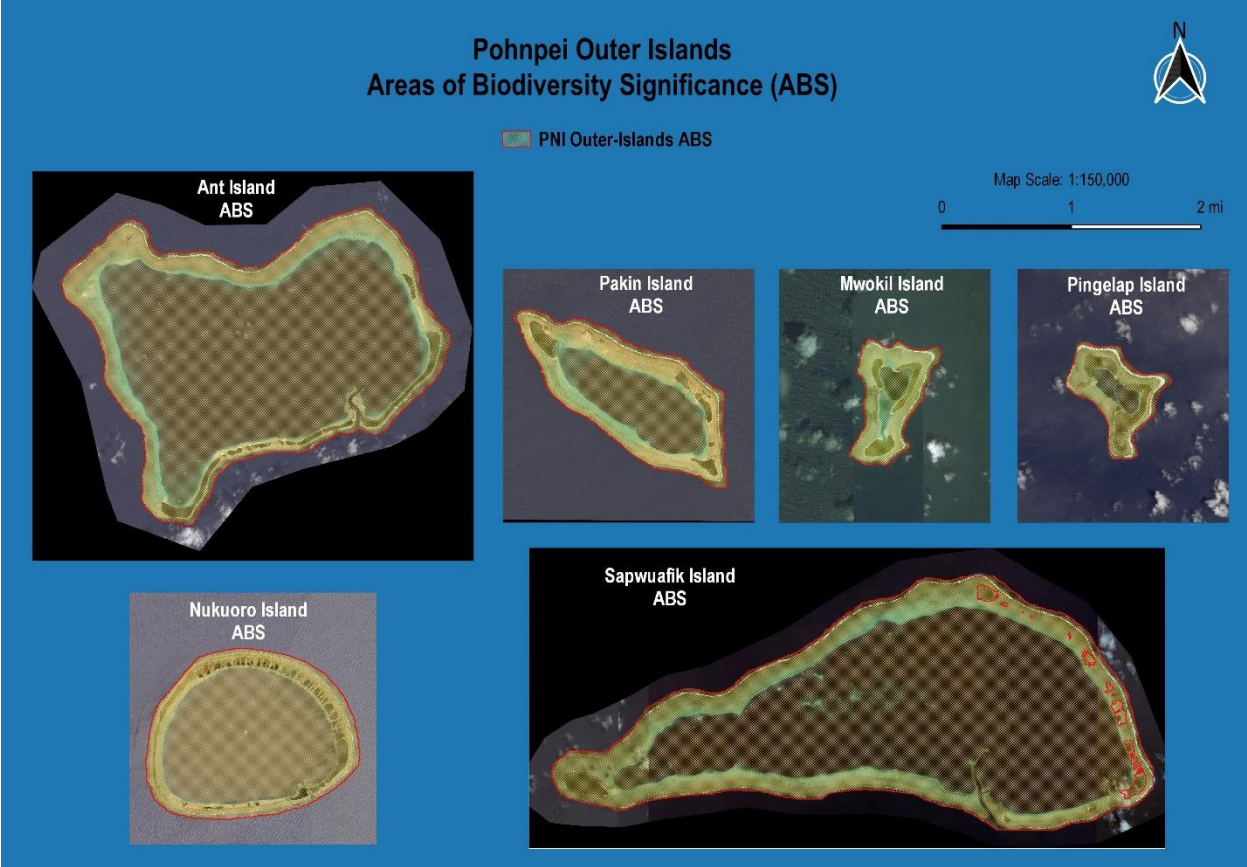 Pohnpei Outer Islands
Areas of Biodiversity Significance (ABS)
N
PNI Outer-Islands ABS
Map Scale: 1:150,000
0 1 2 mi
Ant Island
ABS
Pakin Island
ABS
Mwokil Island
ABS
Pingelap Island
ABS
Nukuoro Island
ABS
Sapwuafik Island
ABS